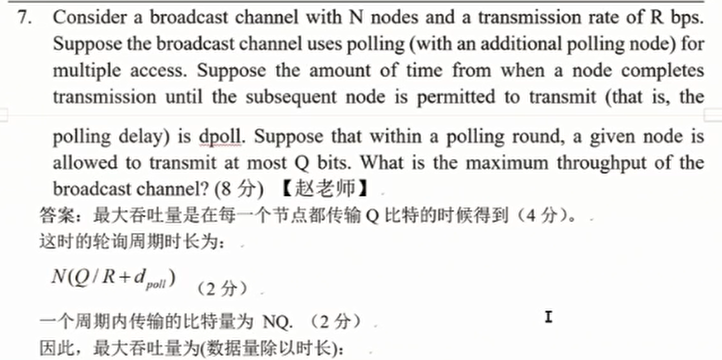 7. Consider a broadcast channel with N nodes and a transmission rate of R bps.
Suppose the broadcast channel uses polling (with an additional polling node) for
multiple access. Suppose the amount of time from when a node completes
transmission until the subsequent node is permitted to transmit (that is, the
polling delay) is dpoll. Suppose that within a polling round, a given node is
allowed to transmit at most Q bits. What is the maximum throughput of the
broadcast channel? (8 分) 【赵老师】
答案：最大吞吐量是在每一个节点都传输 Q 比特的时候得到（4 分）。
这时的轮询周期时长为：
N(Q/R+d_poll) （2 分）
一个周期内传输的比特量为 NQ. （2 分）
因此，最大吞吐量为(数据量除以时长)：